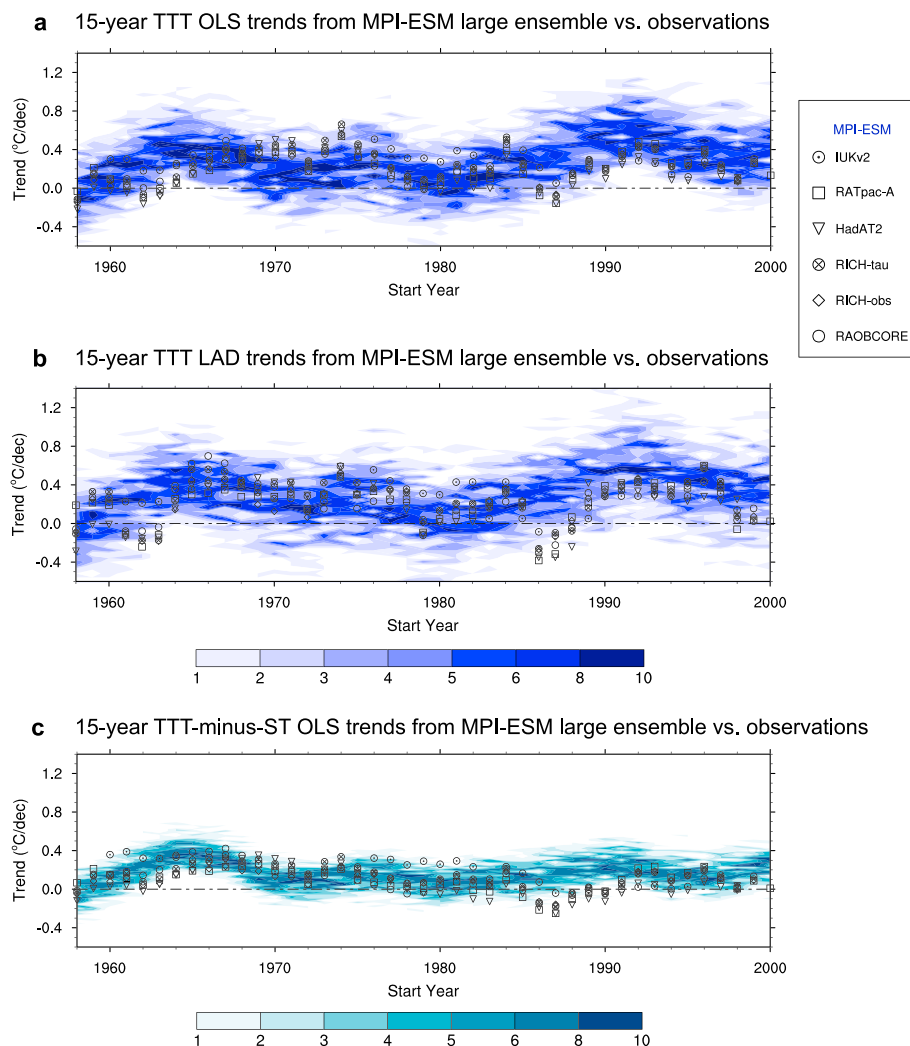 a 15-year TTT OLS trends from MPI-ESM large ensemble vs. observations
Trend (°C/dec)
1.2
0.8
0.4
0.0
-0.4
1960 1970 1980 1990 2000
Start Year
MPI-ESM
IUKv2
RATpac-A
HadAT2
RICH-tau
RICH-obs
RAOBCORE
b 15-year TTT LAD trends from MPI-ESM large ensemble vs. observations
Trend (°C/dec)
1.2
0.8
0.4
0.0
-0.4
1960 1970 1980 1990 2000
Start Year
1 2 3 4 5 6 8 10
c 15-year TTT-minus-ST OLS trends from MPI-ESM large ensemble vs. observations
Trend (°C/dec)
1.2
0.8
0.4
0.0
-0.4
1960 1970 1980 1990 2000
Start Year
1 2 3 4 5 6 8 10